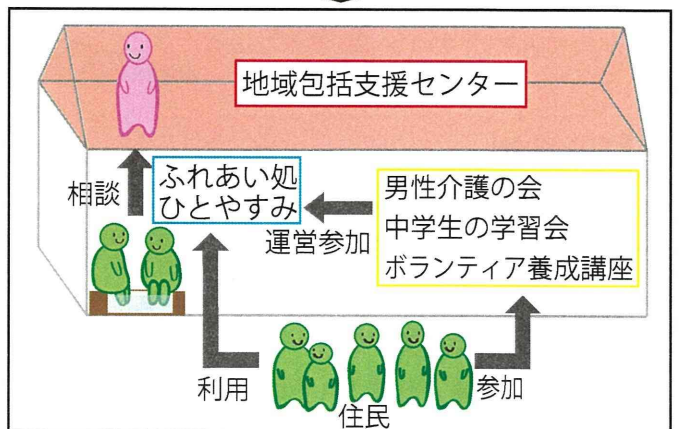 地域包括支援センター
相談
ふれあい処
ひとやすみ
運営参加
男性介護の会
中学生の学習会
ボランティア養成講座
利用
住民
参加